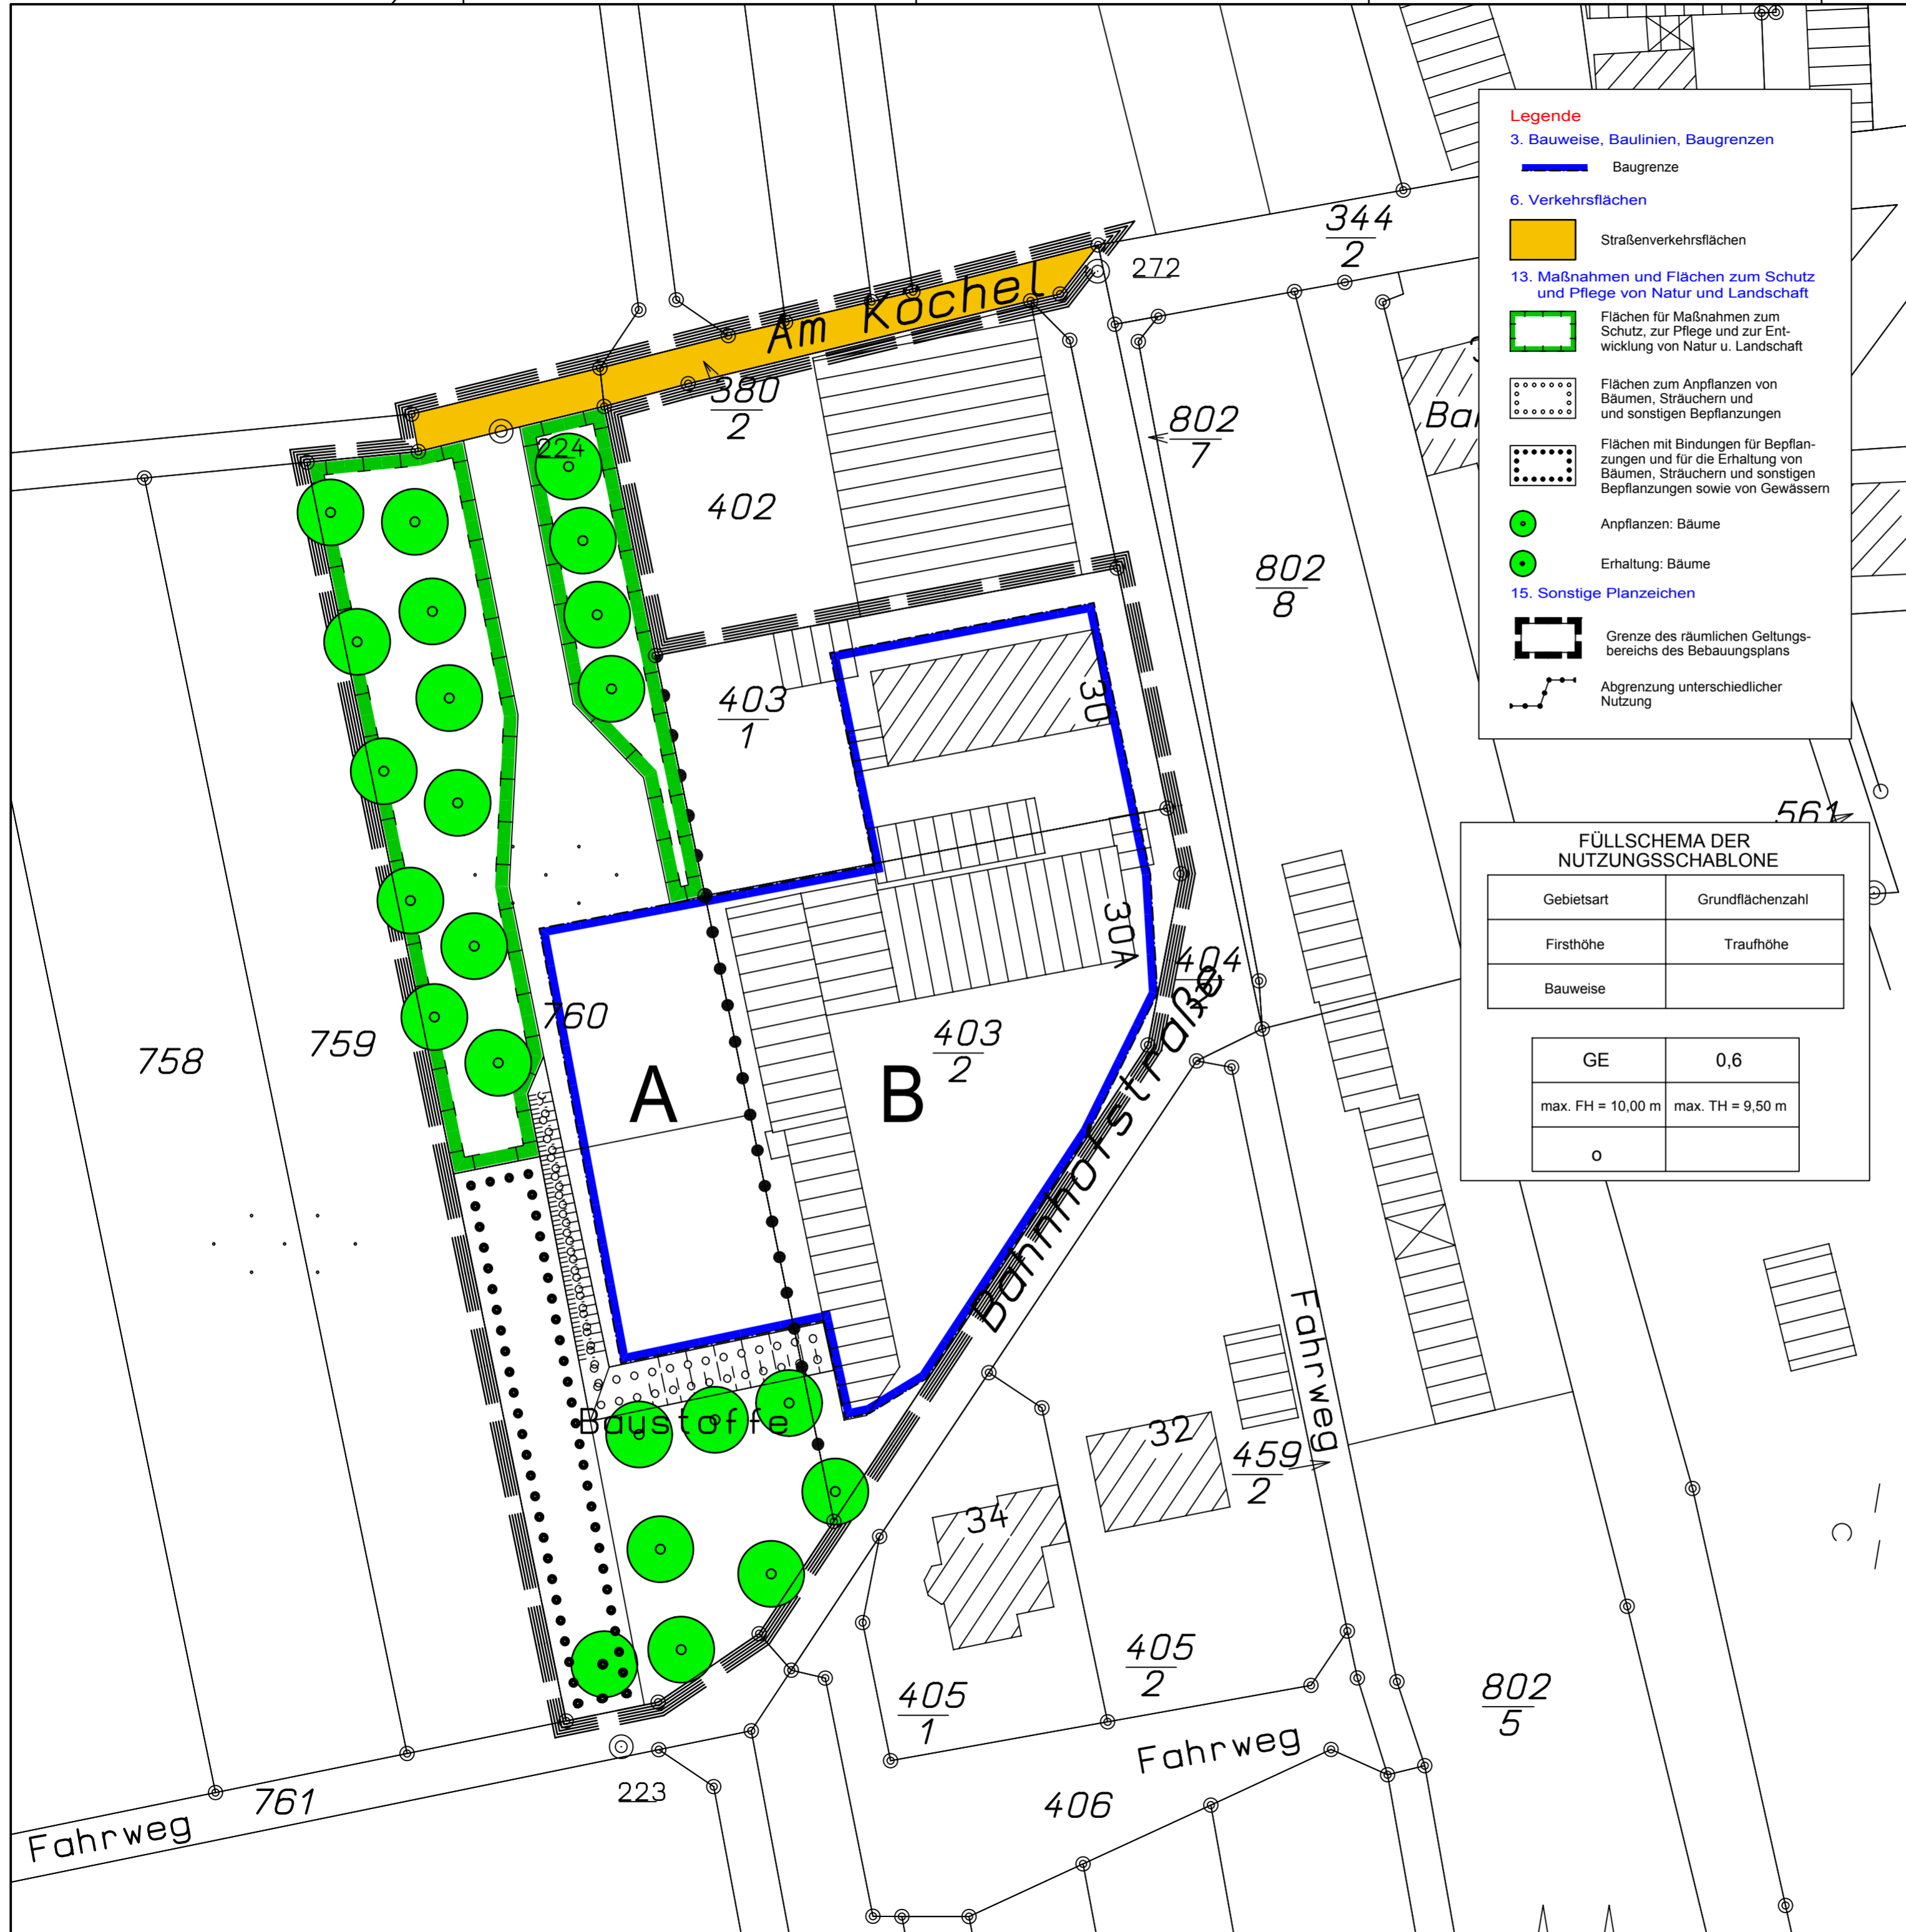 Legende
3. Bauweise, Baulinien, Baugrenzen
Baugrenze
6. Verkehrsflächen
Straßenverkehrsflächen
13. Maßnahmen und Flächen zum Schutz
und Pflege von Natur und Landschaft
Flächen für Maßnahmen zum
Schutz, zur Pflege und zur Ent-
wicklung von Natur u. Landschaft
Flächen zum Anpflanzen von
Bäumen, Sträuchern und
und sonstigen Bepflanzungen
Flächen mit Bindungen für Bepflan-
zungen und für die Erhaltung von
Bäumen, Sträuchern und sonstigen
Bepflanzungen sowie von Gewässern
Anpflanzen: Bäume
Erhaltung: Bäume
15. Sonstige Planzeichen
Grenze des räumlichen Geltungs-
bereichs des Bebauungsplans
Abgrenzung unterschiedlicher
Nutzung
344
2
272
Am Köchel
380
2
224
402
802
7
802
8
403
1
30
561
FÜLLSCHEMA DER
NUTZUNGSSCHABLONE
Gebietsart Grundflächenzahl
Firsthöhe Traufhöhe
Bauweise
GE 0,6
max. FH = 10,00 m max. TH = 9,50 m
o
30A
404
760
759
758
403
2
A
B
Bahnhofstraße
Fahrweg
Baustoffe
32
459
2
34
405
2
405
1
802
5
Fahrweg
406
223
761
Fahrweg